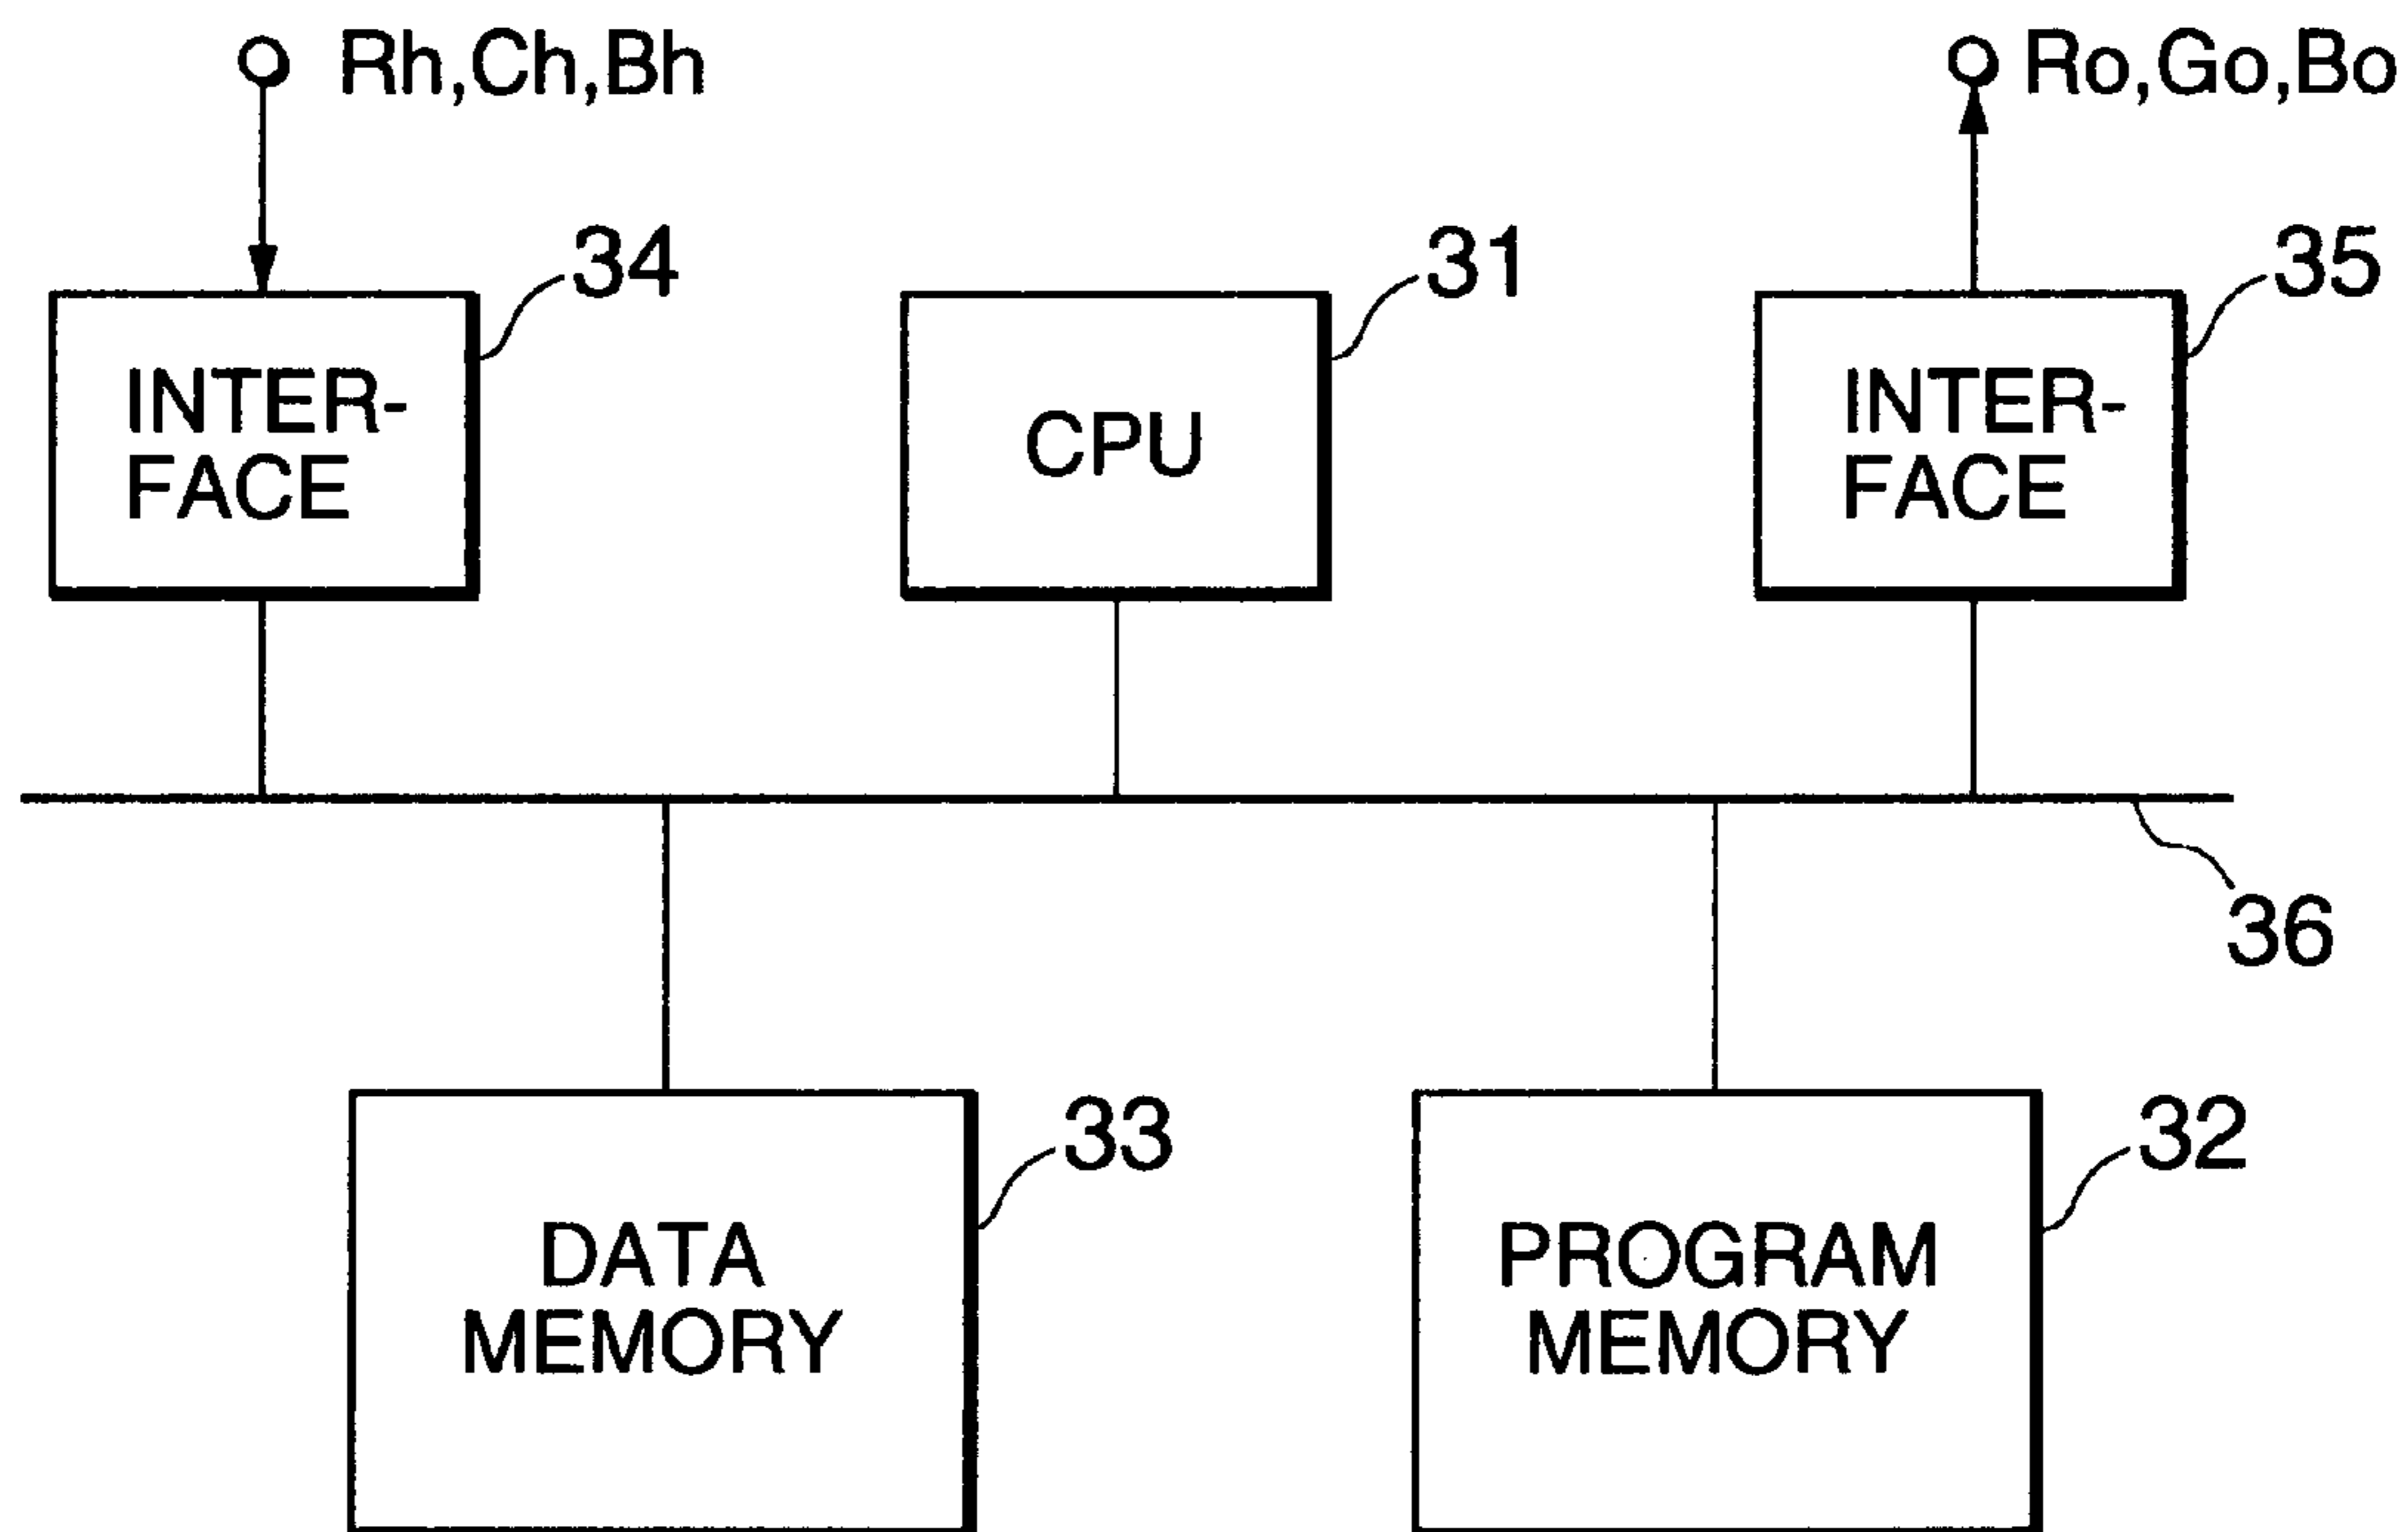 Rh,Ch,Bh
Ro,Go,Bo
34
31
35
INTER-
FACE
CPU
INTER-
FACE
36
33
32
DATA
MEMORY
PROGRAM
MEMORY